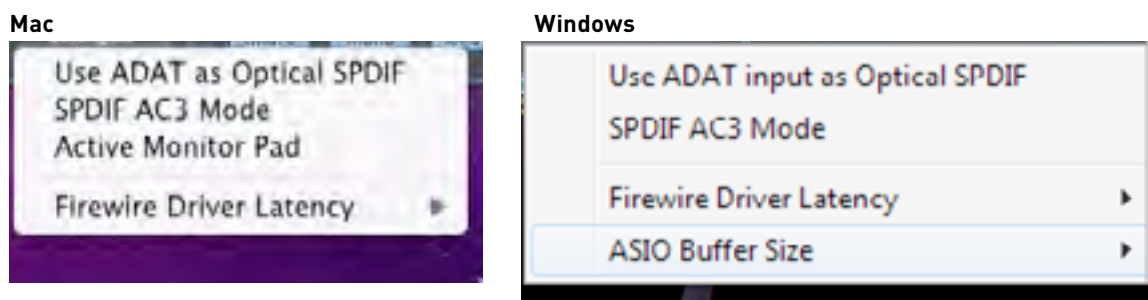 Mac
Use ADAT as Optical SPDIF
SPDIF AC3 Mode
Active Monitor Pad
Firewire Driver Latency
Windows
Use ADAT input as Optical SPDIF
SPDIF AC3 Mode
Firewire Driver Latency
ASIO Buffer Size